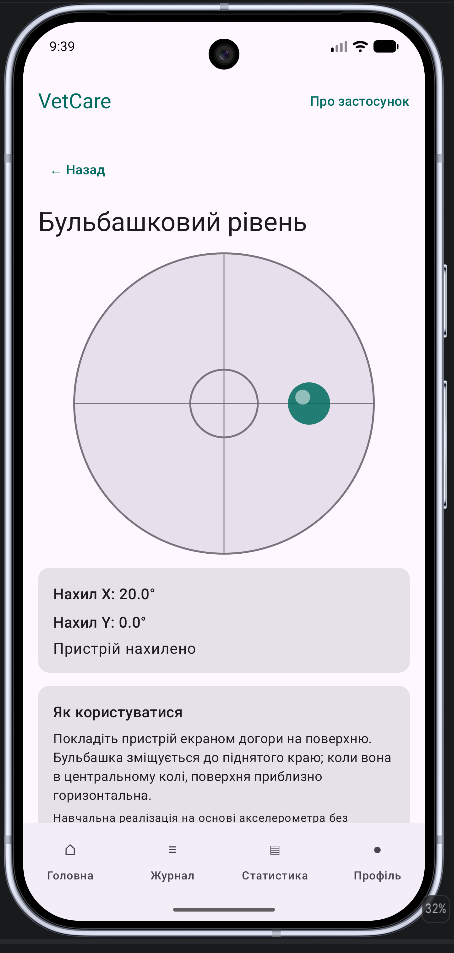 9:39
VetCare
Про застосунок
← Назад
Бульбашковий рівень
Нахил X: 20.0°
Нахил Y: 0.0°
Пристрій нахилено
Як користуватися
Покладіть пристрій екраном догори на поверхню.
Бульбашка зміщується до піднятого краю; коли вона
в центральному колі, поверхня приблизно
горизонтальна.
Навчальна реалізація на основі акселерометра без
Головна
Журнал
Статистика
Профіль
32%